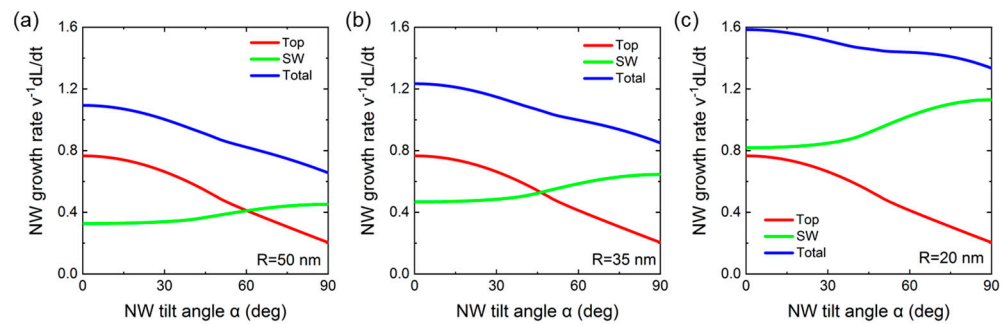 (a)
NW growth rate v⁻¹dL/dt
1.6
1.2
0.8
0.4
0.0
Top
SW
Total
R=50 nm
0 30 60 90
NW tilt angle α (deg)
(b)
NW growth rate v⁻¹dL/dt
1.6
1.2
0.8
0.4
0.0
Top
SW
Total
R=35 nm
0 30 60 90
NW tilt angle α (deg)
(c)
NW growth rate v⁻¹dL/dt
1.6
1.2
0.8
0.4
0.0
Top
SW
Total
R=20 nm
0 30 60 90
NW tilt angle α (deg)